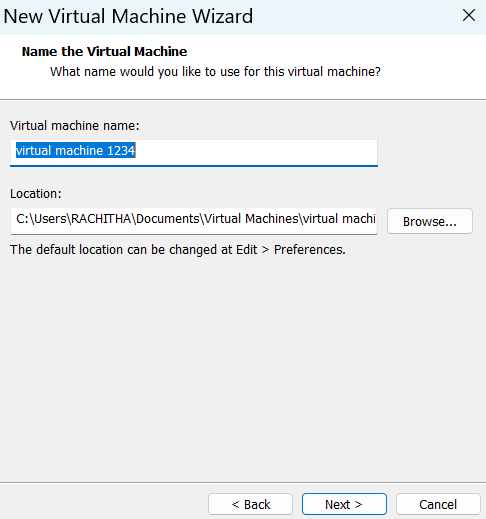 New Virtual Machine Wizard
Name the Virtual Machine
What name would you like to use for this virtual machine?
Virtual machine name:
virtual machine 1234
Location:
C:\Users\RACHITHA\Documents\Virtual Machines\virtual machi
Browse...
The default location can be changed at Edit > Preferences.
< Back Next > Cancel